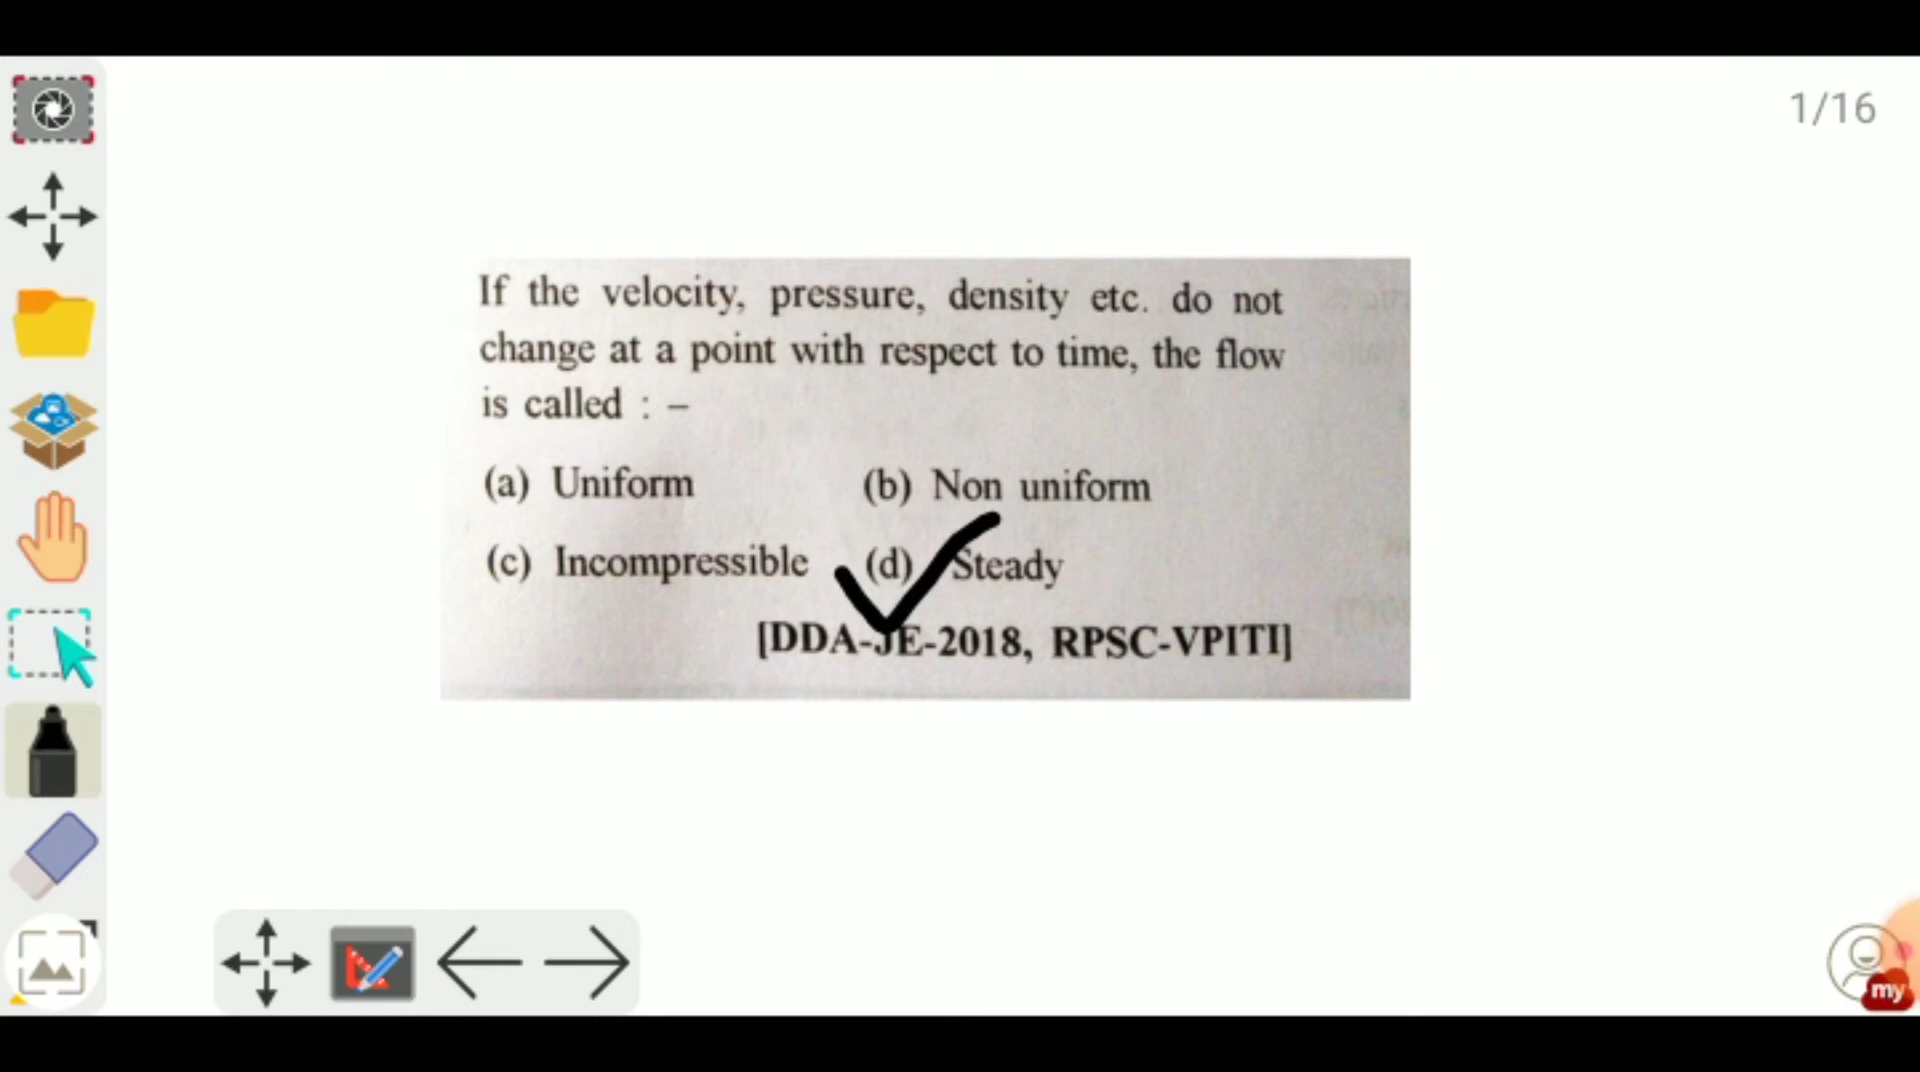 1/16
If the velocity, pressure, density etc. do not
change at a point with respect to time, the flow
is called : –
(a) Uniform (b) Non uniform
(c) Incompressible (d) Steady
[DDA-JE-2018, RPSC-VPITI]
my